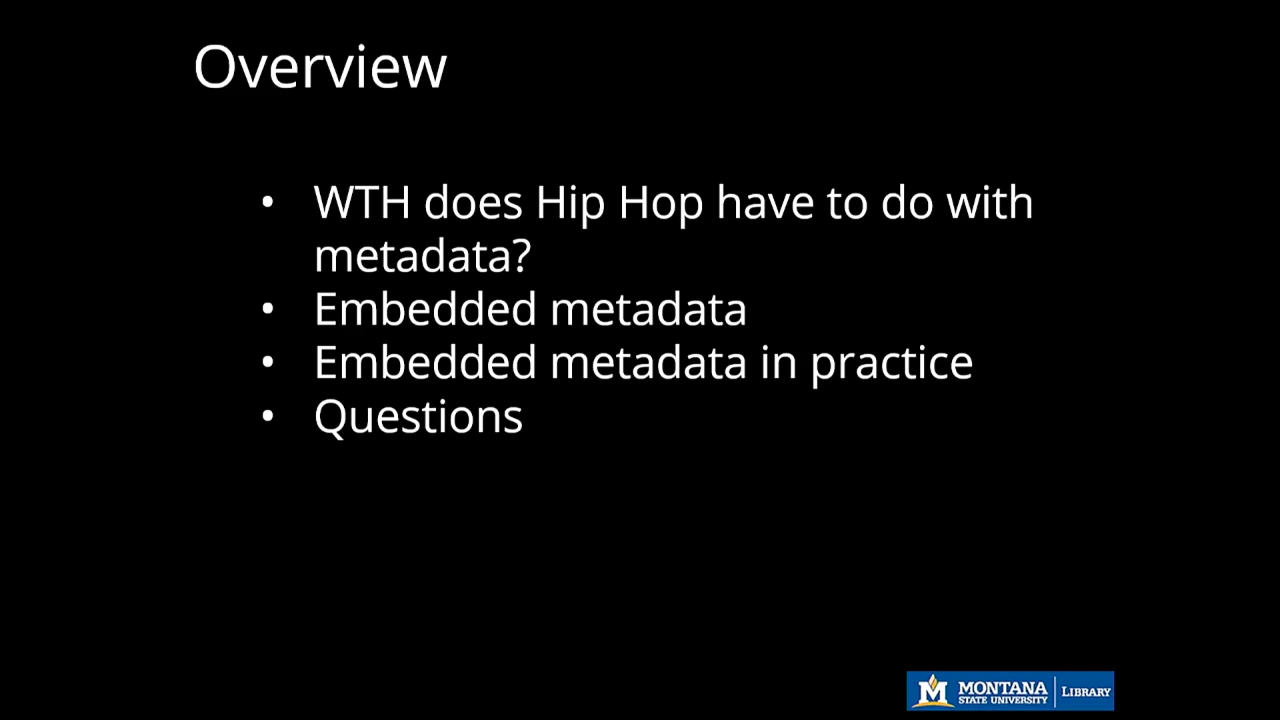 Overview
• WTH does Hip Hop have to do with
metadata?
• Embedded metadata
• Embedded metadata in practice
• Questions
M MONTANA
STATE UNIVERSITY
LIBRARY